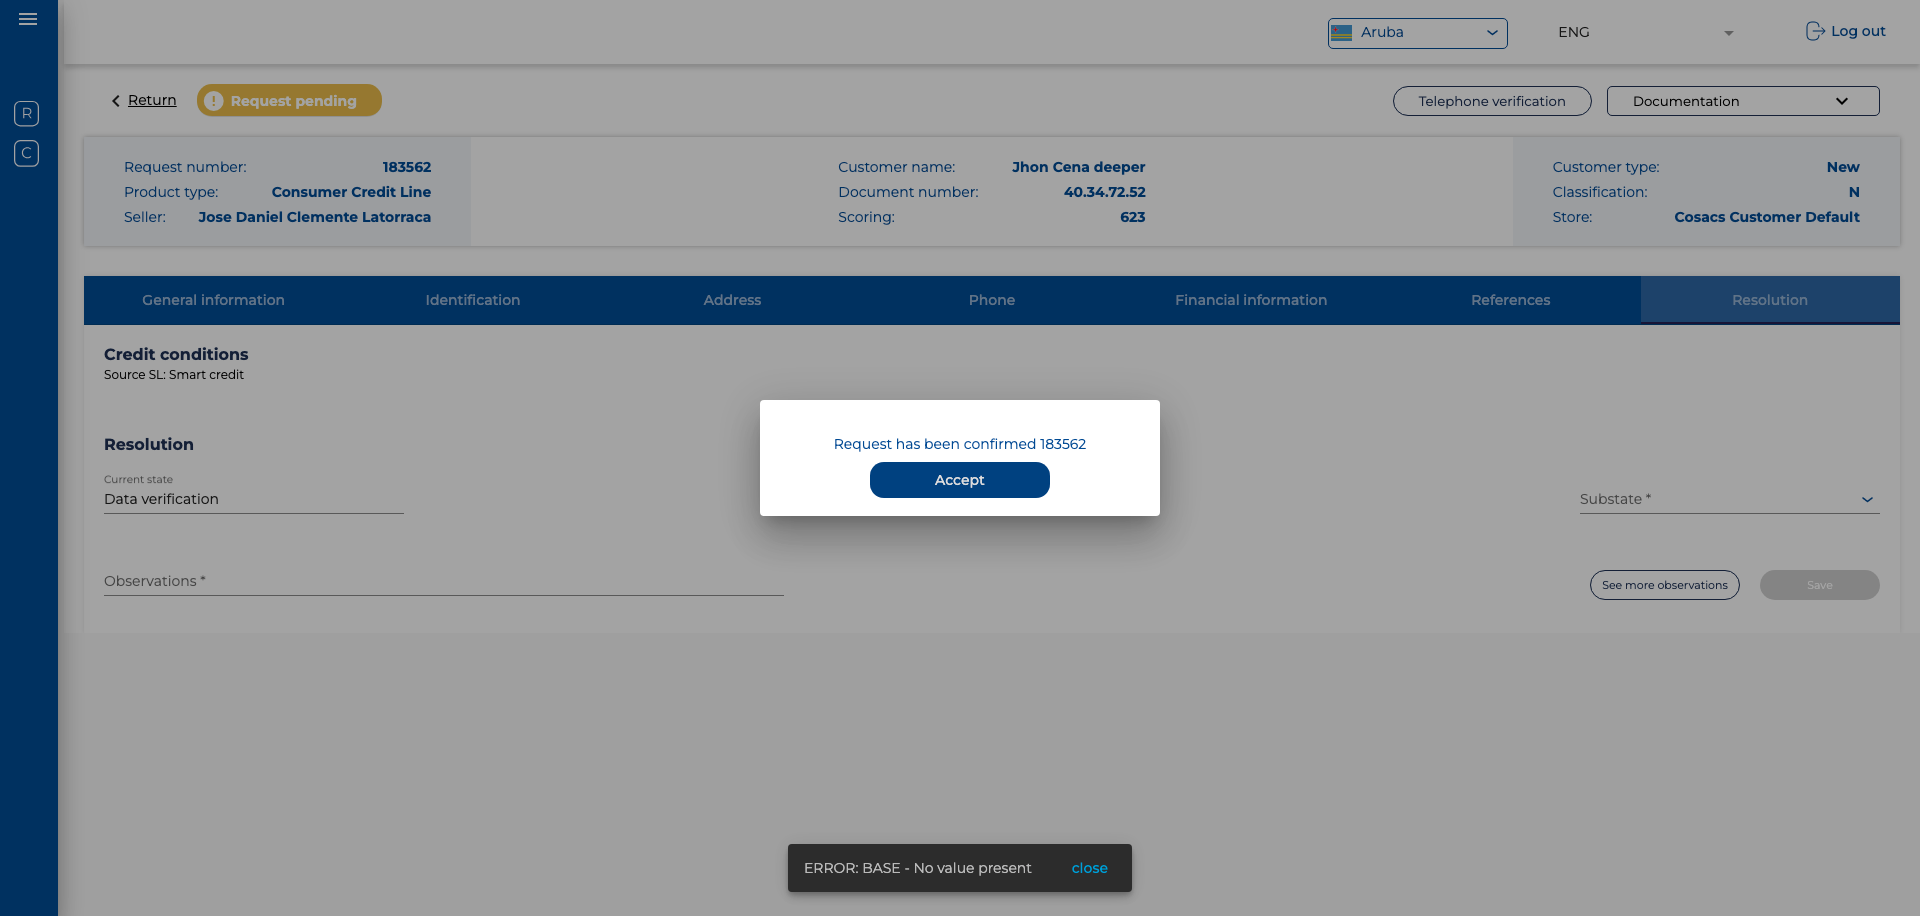 Aruba
ENG
Log out
R
C
Return
! Request pending
Telephone verification
Documentation
Request number: 183562
Product type: Consumer Credit Line
Seller: Jose Daniel Clemente Latorraca
Customer name: Jhon Cena deeper
Document number: 40.34.72.52
Scoring: 623
Customer type: New
Classification: N
Store: Cosacs Customer Default
General information
Identification
Address
Phone
Financial information
References
Resolution
Credit conditions
Source SL: Smart credit
Request has been confirmed 183562
Accept
Resolution
Current state
Data verification
Substate *
Observations *
See more observations
Save
ERROR: BASE - No value present
close